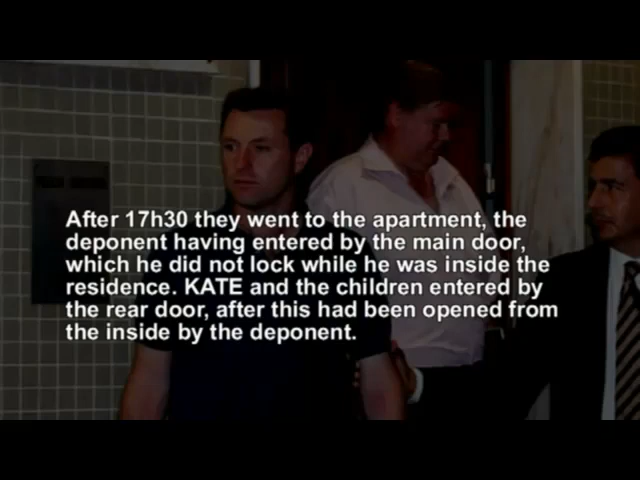 After 17h30 they went to the apartment, the
deponent having entered by the main door,
which he did not lock while he was inside the
residence. KATE and the children entered by
the rear door, after this had been opened from
the inside by the deponent.